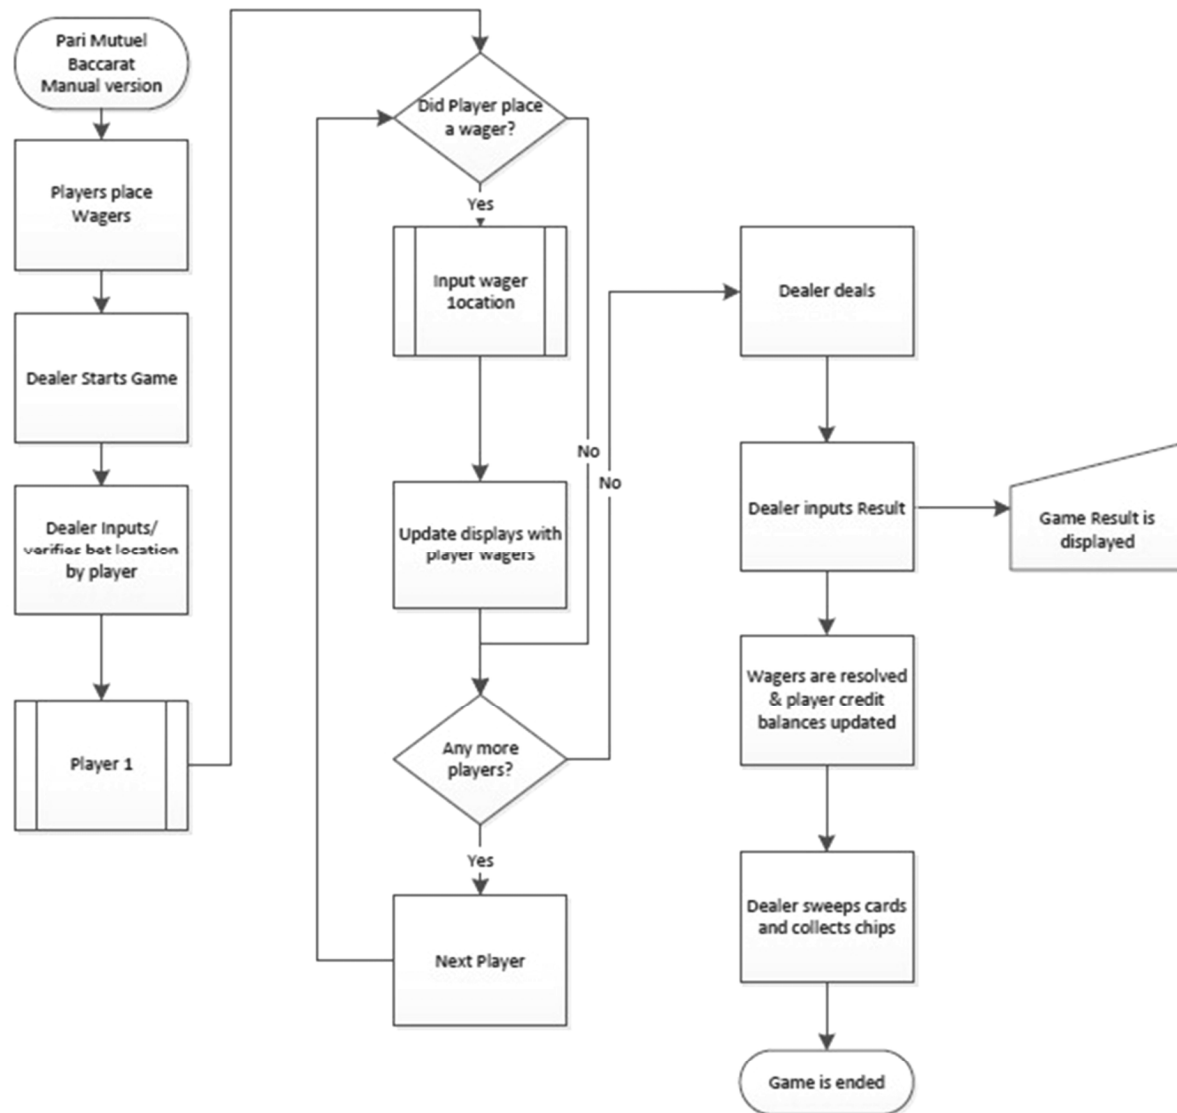 Pari Mutuel
Baccarat
Manual version
Players place
Wagers
Dealer Starts Game
Dealer Inputs/
verifies bet location
by player
Player 1
Did Player place
a wager?
Yes
Input wager
1ocation
No
Update displays with
player wagers
Any more
players?
No
Yes
Next Player
Dealer deals
Dealer inputs Result
Game Result is
displayed
Wagers are resolved
& player credit
balances updated
Dealer sweeps cards
and collects chips
Game is ended